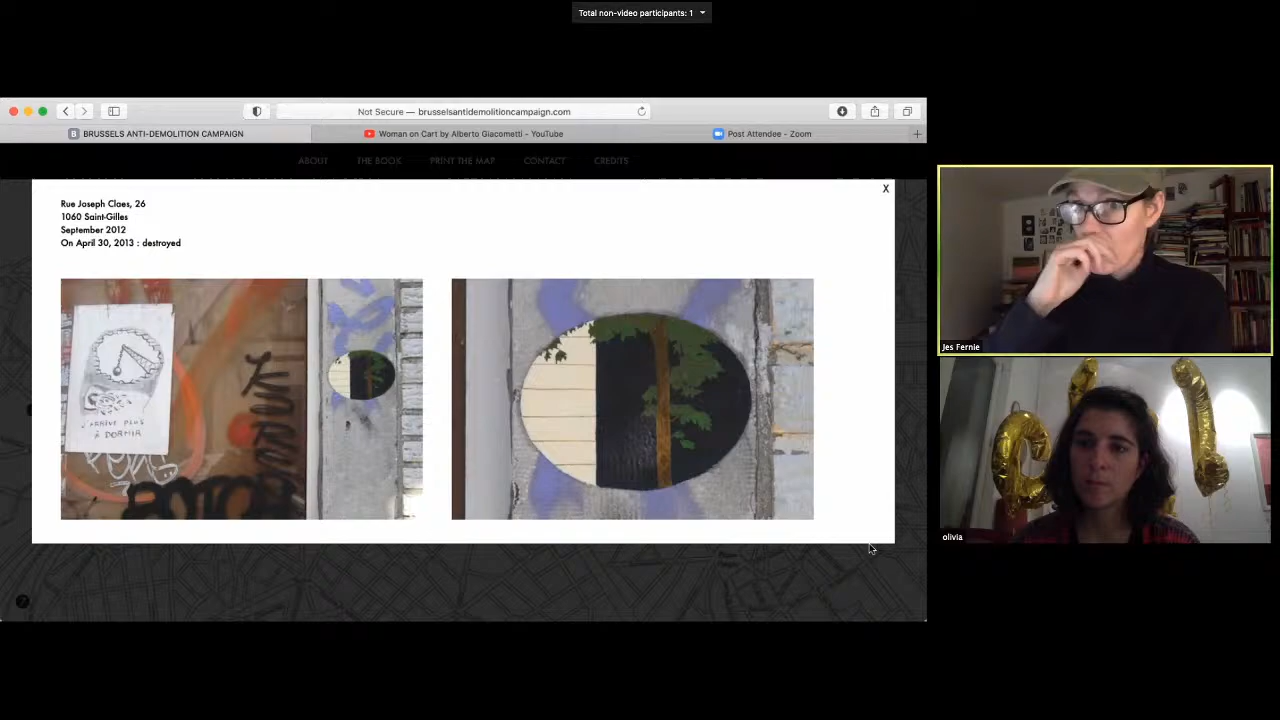 Total non-video participants: 1
Not Secure — brusselsantidemolitioncampaign.com
BRUSSELS ANTI-DEMOLITION CAMPAIGN
Woman on Cart by Alberto Giacometti - YouTube
Post Attendee - Zoom
ABOUT THE BOOK PRINT THE MAP CONTACT CREDITS
X
Rue Joseph Claes, 26
1060 Saint-Gilles
September 2012
On April 30, 2013 : destroyed
J'ARRIVE PLUS
À DORMIR
Jes Fernie
olivia
?